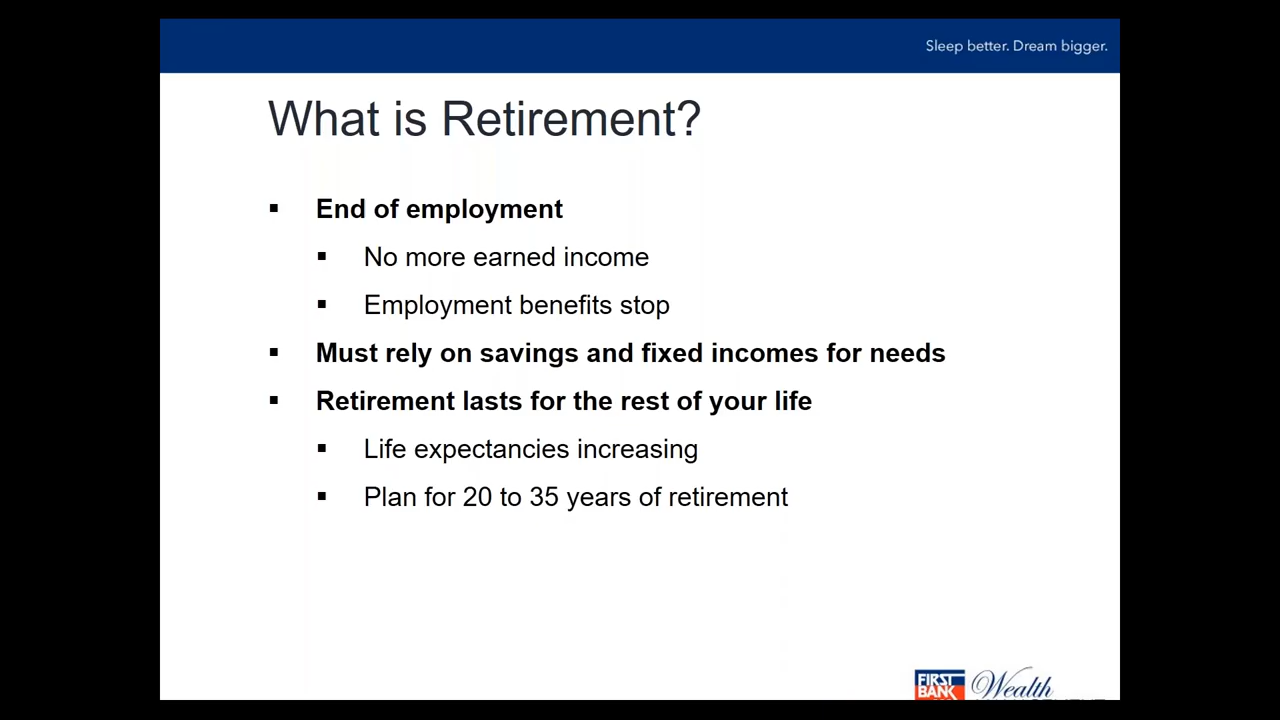 Sleep better. Dream bigger.
What is Retirement?
▪ End of employment
▪ No more earned income
▪ Employment benefits stop
▪ Must rely on savings and fixed incomes for needs
▪ Retirement lasts for the rest of your life
▪ Life expectancies increasing
▪ Plan for 20 to 35 years of retirement
FIRST
BANK
Wealth